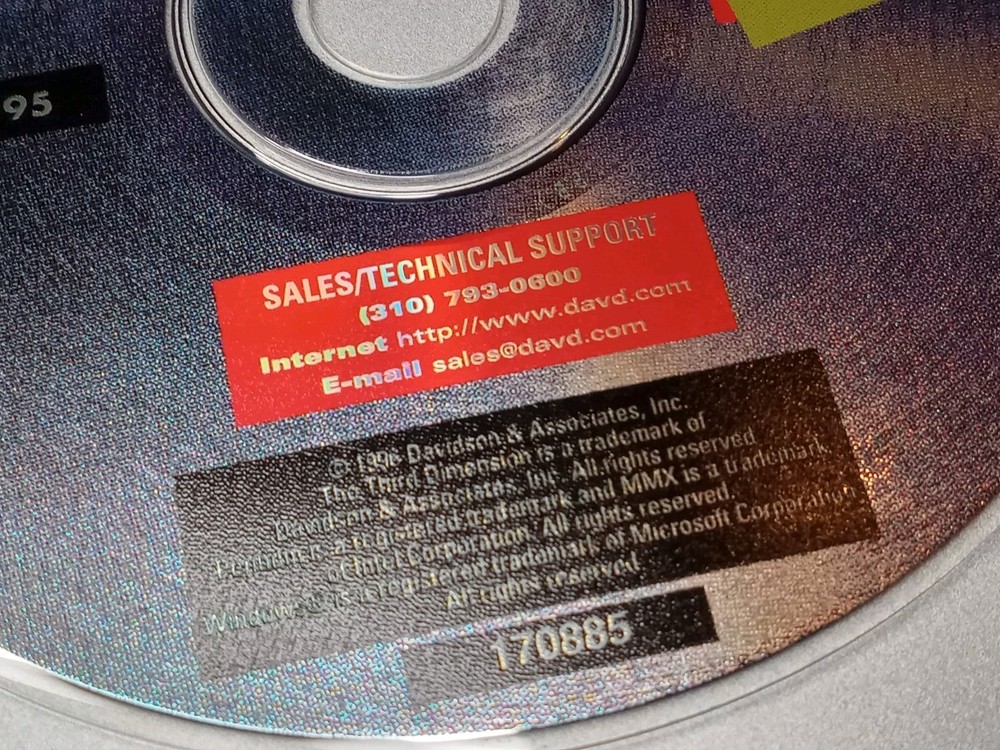 95
SALES/TECHNICAL SUPPORT
(310) 793-0600
Internet http://www.davd.com
E-mail sales@davd.com
© 1996 Davidson & Associates, Inc.
The Third Dimension is a trademark of
Davidson & Associates, Inc. All rights reserved
Pentium is a registered trademark and MMX is a trademark
of Intel Corporation. All rights reserved.
Windows is a registered trademark of Microsoft Corporation
All rights reserved
170885